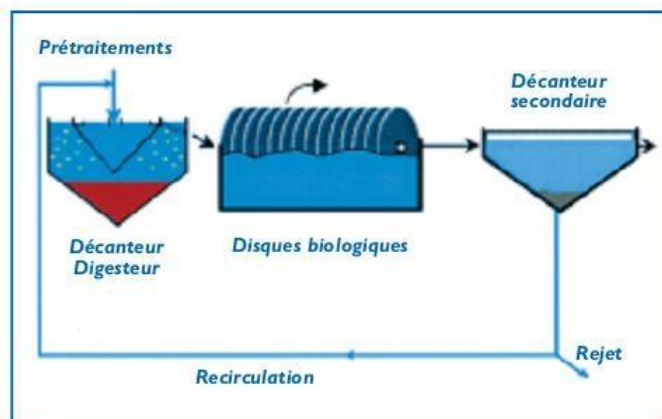 Prétraitements
Décanteur
secondaire
Décanteur
Digesteur
Disques biologiques
Rejet
Recirculation